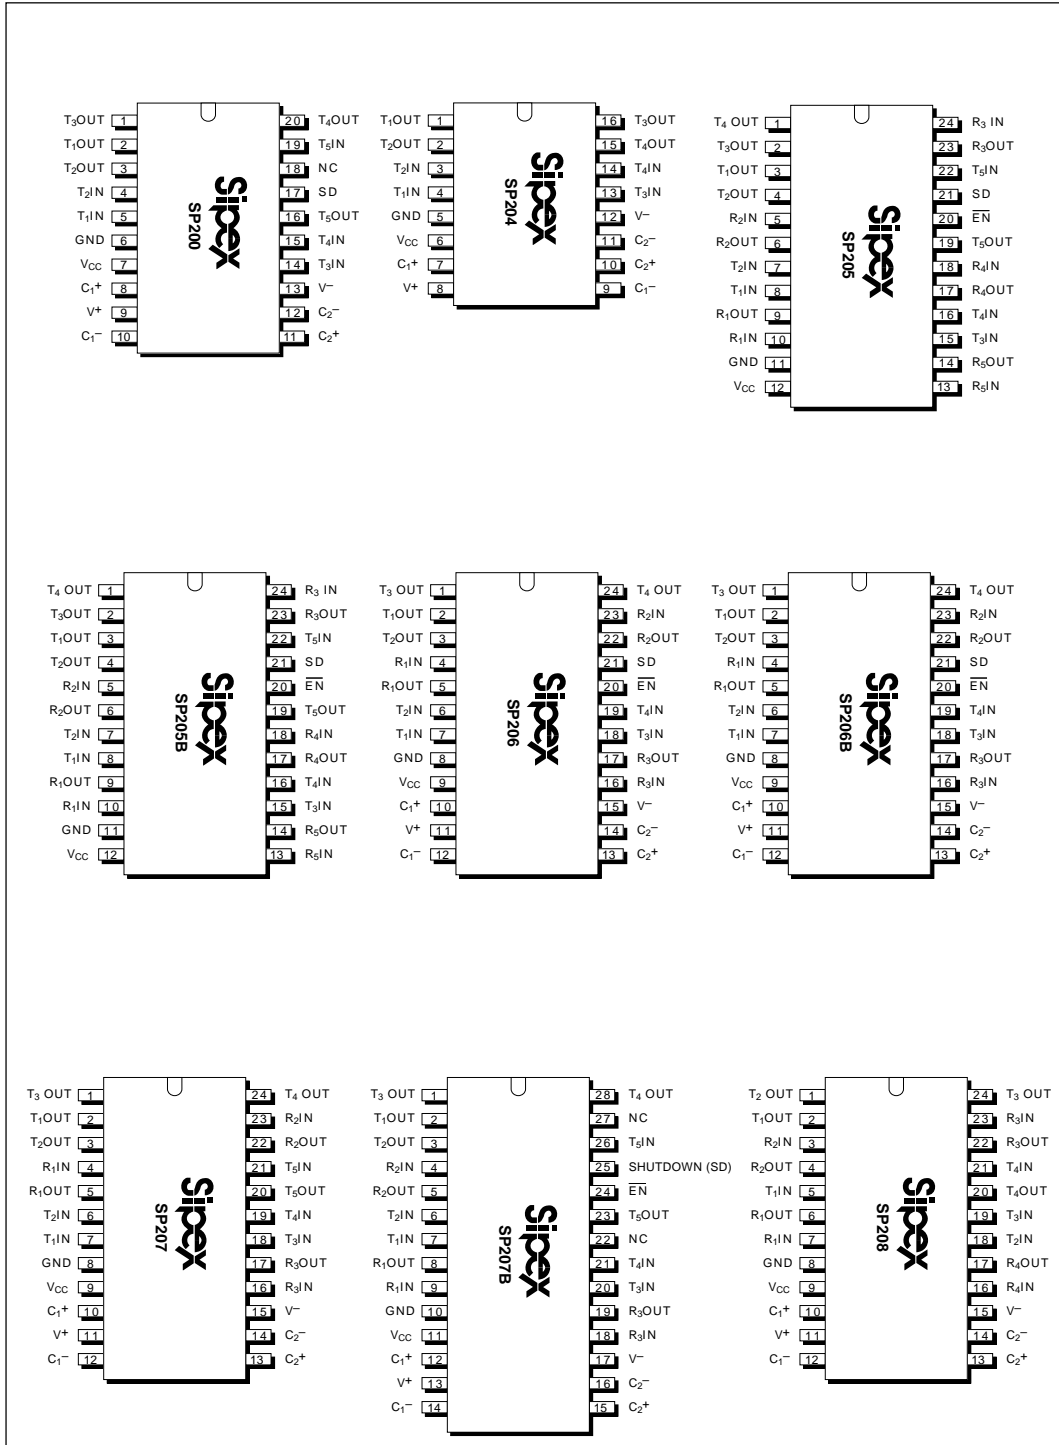 T₃OUT 1 20 T₄OUT
T₁OUT 2 19 T₅IN
T₂OUT 3 18 NC
T₂IN 4 17 SD
T₁IN 5 16 T₅OUT
GND 6 15 T₄IN
VCC 7 14 T₃IN
C₁+ 8 13 V−
V+ 9 12 C₂−
C₁− 10 11 C₂+
Sipex
SP200
T₁OUT 1 16 T₃OUT
T₂OUT 2 15 T₄OUT
T₂IN 3 14 T₄IN
T₁IN 4 13 T₃IN
GND 5 12 V−
VCC 6 11 C₂−
C₁+ 7 10 C₂+
V+ 8 9 C₁−
Sipex
SP204
T₄ OUT 1 24 R₃ IN
T₃OUT 2 23 R₃OUT
T₁OUT 3 22 T₅IN
T₂OUT 4 21 SD
R₂IN 5 20 E̅N̅
R₂OUT 6 19 T₅OUT
T₂IN 7 18 R₄IN
T₁IN 8 17 R₄OUT
R₁OUT 9 16 T₄IN
R₁IN 10 15 T₃IN
GND 11 14 R₅OUT
VCC 12 13 R₅IN
Sipex
SP205
T₄ OUT 1 24 R₃ IN
T₃OUT 2 23 R₃OUT
T₁OUT 3 22 T₅IN
T₂OUT 4 21 SD
R₂IN 5 20 E̅N̅
R₂OUT 6 19 T₅OUT
T₂IN 7 18 R₄IN
T₁IN 8 17 R₄OUT
R₁OUT 9 16 T₄IN
R₁IN 10 15 T₃IN
GND 11 14 R₅OUT
VCC 12 13 R₅IN
Sipex
SP205B
T₃ OUT 1 24 T₄ OUT
T₁OUT 2 23 R₂IN
T₂OUT 3 22 R₂OUT
R₁IN 4 21 SD
R₁OUT 5 20 E̅N̅
T₂IN 6 19 T₄IN
T₁IN 7 18 T₃IN
GND 8 17 R₃OUT
VCC 9 16 R₃IN
C₁+ 10 15 V−
V+ 11 14 C₂−
C₁− 12 13 C₂+
Sipex
SP206
T₃ OUT 1 24 T₄ OUT
T₁OUT 2 23 R₂IN
T₂OUT 3 22 R₂OUT
R₁IN 4 21 SD
R₁OUT 5 20 E̅N̅
T₂IN 6 19 T₄IN
T₁IN 7 18 T₃IN
GND 8 17 R₃OUT
VCC 9 16 R₃IN
C₁+ 10 15 V−
V+ 11 14 C₂−
C₁− 12 13 C₂+
Sipex
SP206B
T₃ OUT 1 24 T₄ OUT
T₁OUT 2 23 R₂IN
T₂OUT 3 22 R₂OUT
R₁IN 4 21 T₅IN
R₁OUT 5 20 T₅OUT
T₂IN 6 19 T₄IN
T₁IN 7 18 T₃IN
GND 8 17 R₃OUT
VCC 9 16 R₃IN
C₁+ 10 15 V−
V+ 11 14 C₂−
C₁− 12 13 C₂+
Sipex
SP207
T₃ OUT 1 28 T₄ OUT
T₁OUT 2 27 NC
T₂OUT 3 26 T₅IN
R₂IN 4 25 SHUTDOWN (SD)
R₂OUT 5 24 E̅N̅
T₂IN 6 23 T₅OUT
T₁IN 7 22 NC
R₁OUT 8 21 T₄IN
R₁IN 9 20 T₃IN
GND 10 19 R₃OUT
VCC 11 18 R₃IN
C₁+ 12 17 V−
V+ 13 16 C₂−
C₁− 14 15 C₂+
Sipex
SP207B
T₂ OUT 1 24 T₃ OUT
T₁OUT 2 23 R₃IN
R₂IN 3 22 R₃OUT
R₂OUT 4 21 T₄IN
T₁IN 5 20 T₄OUT
R₁OUT 6 19 T₃IN
R₁IN 7 18 T₂IN
GND 8 17 R₄OUT
VCC 9 16 R₄IN
C₁+ 10 15 V−
V+ 11 14 C₂−
C₁− 12 13 C₂+
Sipex
SP208